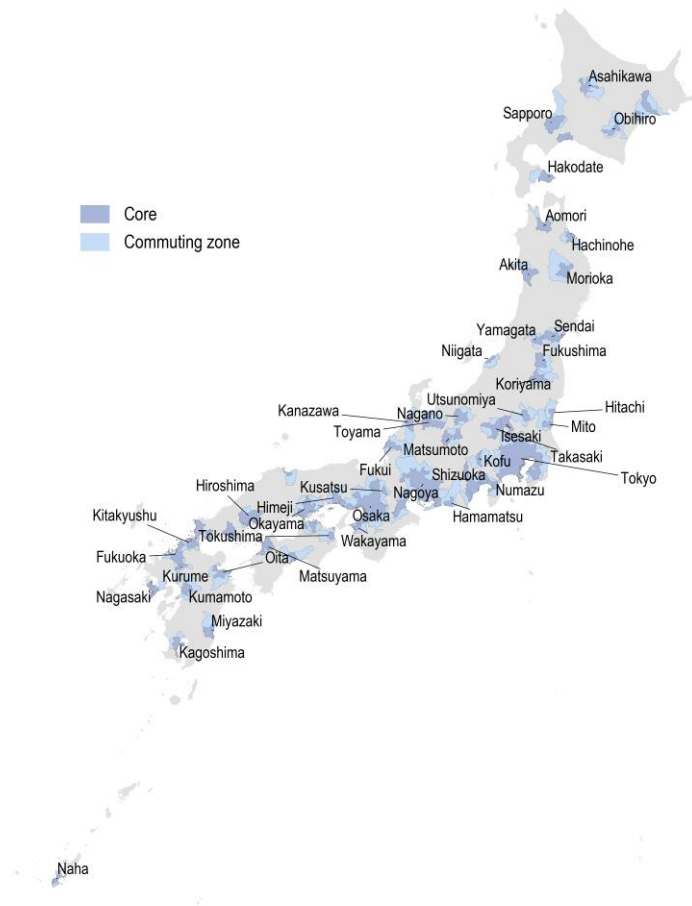 Asahikawa
Sapporo
Obihiro
Hakodate
Core
Aomori
Commuting zone
Hachinohe
Akita
Morioka
Yamagata
Sendai
Niigata
Fukushima
Koriyama
Utsunomiya
Kanazawa
Nagano
Hitachi
Toyama
Isesaki
Mito
Matsumoto
Takasaki
Fukui
Shizuoka
Kofu
Tokyo
Hiroshima
Kusatsu
Himeji
Nagoya
Numazu
Kitakyushu
Okayama
Osaka
Hamamatsu
Tokushima
Wakayama
Fukuoka
Oita
Kurume
Matsuyama
Nagasaki
Kumamoto
Miyazaki
Kagoshima
Naha